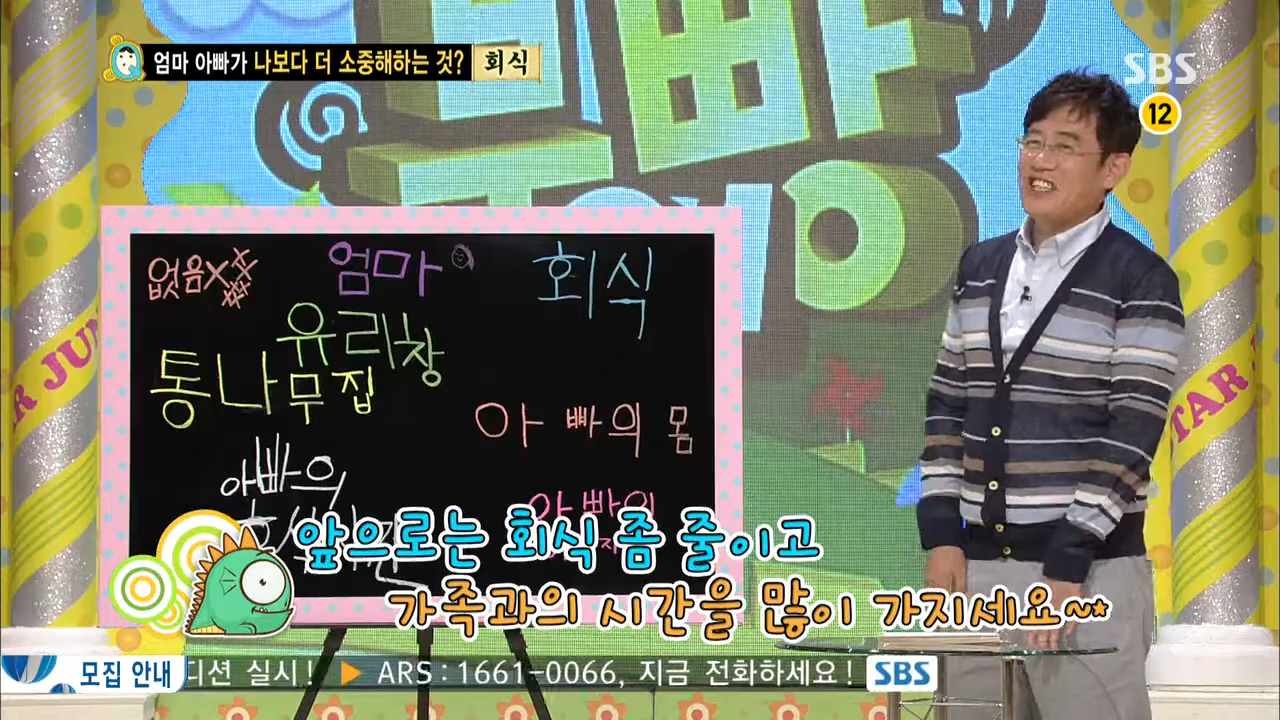 엄마 아빠가 나보다 더 소중해하는 것? 회식
SBS
12
없음
엄마
회식
유리창
통나무집
아빠의 몸
아빠의
아빠의
앞으로는 회식 좀 줄이고
가족과의 시간을 많이 가지세요~
모집 안내 디션 실시! ▶ ARS : 1661-0066, 지금 전화하세요! SBS
R JU
STAR JU
TAR